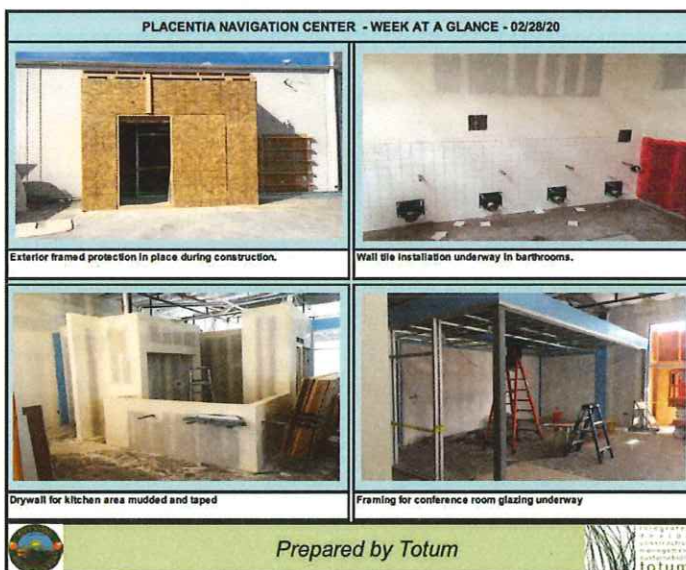 PLACENTIA NAVIGATION CENTER - WEEK AT A GLANCE - 02/28/20
Exterior framed protection in place during construction.
Wall tile installation underway in barthrooms.
Drywall for kitchen area mudded and taped
Framing for conference room glazing underway
Prepared by Totum
totum